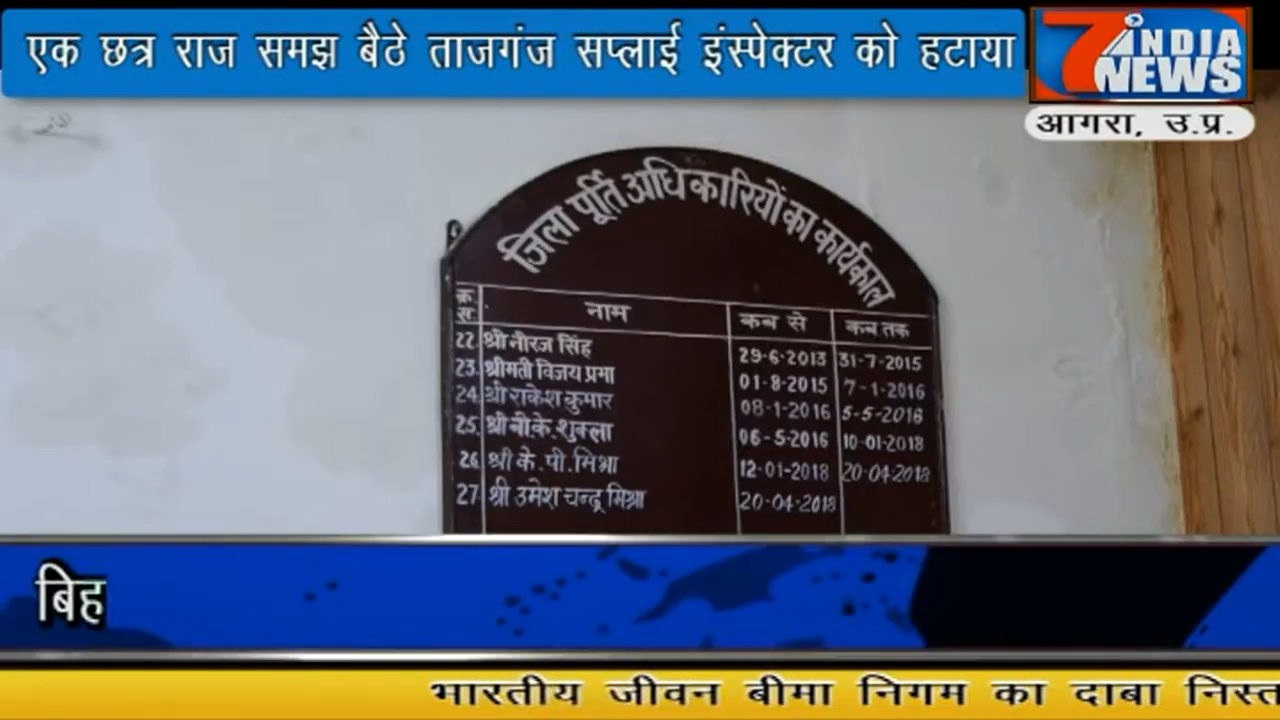 एक छत्र राज समझ बैठे ताजगंज सप्लाई इंस्पेक्टर को हटाया
7 INDIA NEWS
आगरा, उ.प्र.
जिला पूर्ति अधिकारियों का कार्यकाल
क्र स. नाम कब से कब तक
22. श्री नीरज सिंह 29-6-2013 31-7-2015
23. श्रीमती विजय प्रभा 01-8-2015 7-1-2016
24. श्री राकेश कुमार 08-1-2016 5-5-2016
25. श्री बी.के. शुक्ला 06-5-2016 10-01-2018
26. श्री के. पी. मिश्रा 12-01-2018 20-04-2018
27. श्री उमेश चन्द्र मिश्रा 20-04-2018
बिह
भारतीय जीवन बीमा निगम का दाबा निस्त